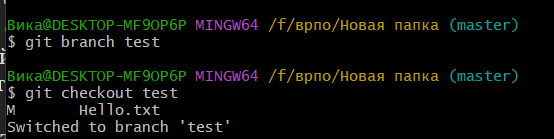 Вика@DESKTOP-MF9OP6P MINGW64 /f/врпо/Новая папка (master)
$ git branch test
Вика@DESKTOP-MF9OP6P MINGW64 /f/врпо/Новая папка (master)
$ git checkout test
M       Hello.txt
Switched to branch 'test'